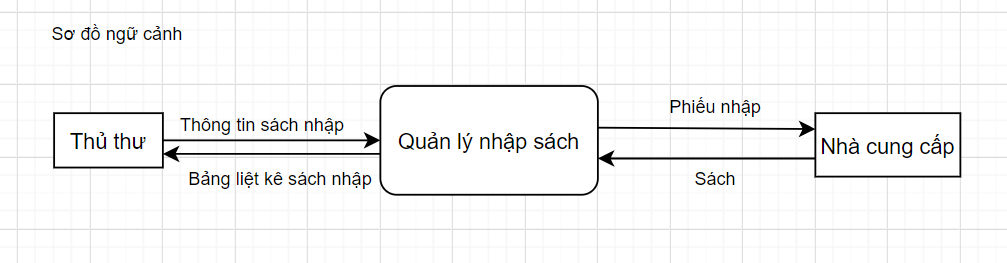 Sơ đồ ngữ cảnh
Thủ thư
Thông tin sách nhập
Bảng liệt kê sách nhập
Quản lý nhập sách
Phiếu nhập
Sách
Nhà cung cấp